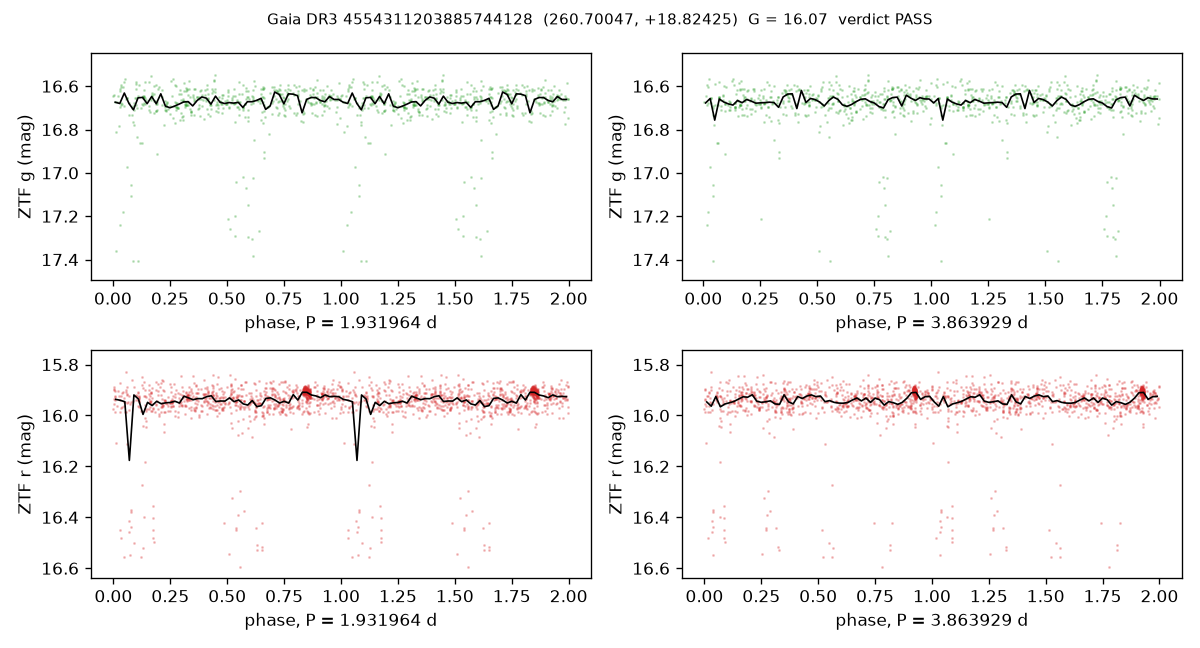 Gaia DR3 4554311203885744128  (260.70047, +18.82425)  G = 16.07  verdict PASS
ZTF g (mag)
16.6
16.8
17.0
17.2
17.4
0.00 0.25 0.50 0.75 1.00 1.25 1.50 1.75 2.00
phase, P = 1.931964 d
ZTF g (mag)
16.6
16.8
17.0
17.2
17.4
0.00 0.25 0.50 0.75 1.00 1.25 1.50 1.75 2.00
phase, P = 3.863929 d
ZTF r (mag)
15.8
16.0
16.2
16.4
16.6
0.00 0.25 0.50 0.75 1.00 1.25 1.50 1.75 2.00
phase, P = 1.931964 d
ZTF r (mag)
15.8
16.0
16.2
16.4
16.6
0.00 0.25 0.50 0.75 1.00 1.25 1.50 1.75 2.00
phase, P = 3.863929 d